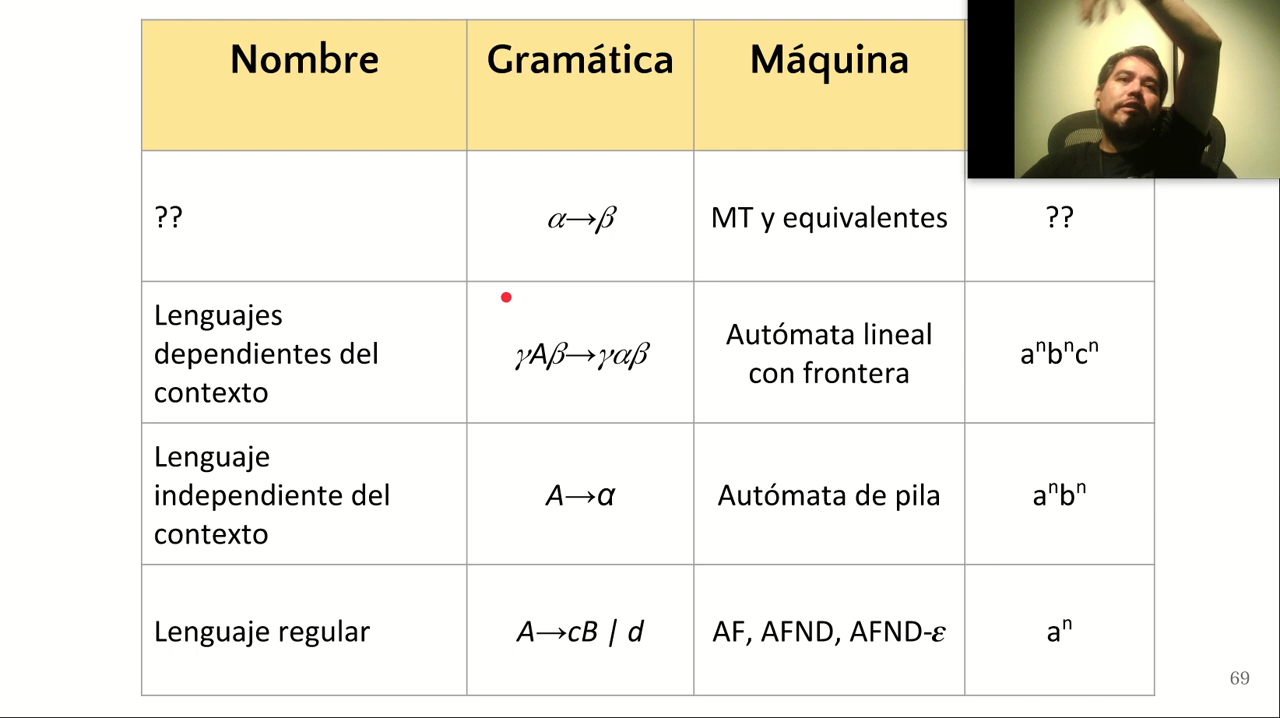 Nombre
Gramática
Máquina
??
α→β
MT y equivalentes
??
Lenguajes
dependientes del
contexto
γAβ→γαβ
Autómata lineal
con frontera
aⁿbⁿcⁿ
Lenguaje
independiente del
contexto
A→α
Autómata de pila
aⁿbⁿ
Lenguaje regular
A→cB | d
AF, AFND, AFND-ε
aⁿ
69